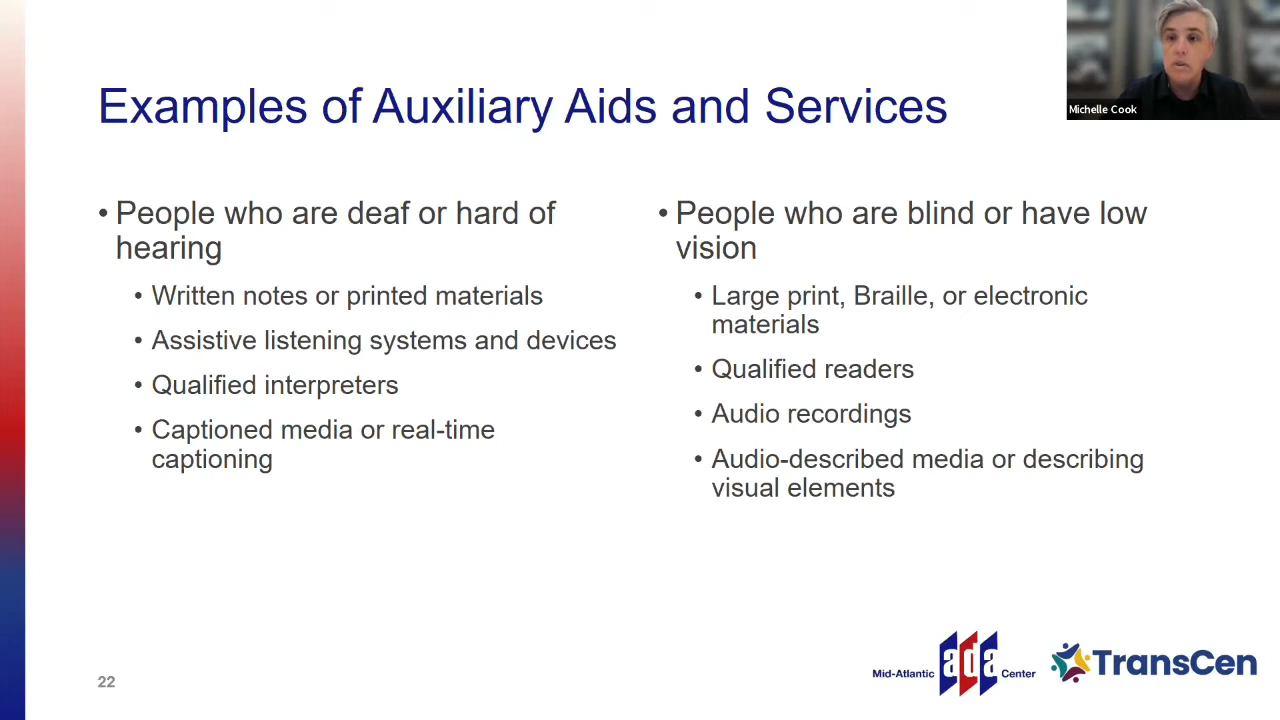 Examples of Auxiliary Aids and Services
Michelle Cook
• People who are deaf or hard of
hearing
• Written notes or printed materials
• Assistive listening systems and devices
• Qualified interpreters
• Captioned media or real-time
captioning
• People who are blind or have low
vision
• Large print, Braille, or electronic
materials
• Qualified readers
• Audio recordings
• Audio-described media or describing
visual elements
22
Mid-Atlantic ada Center
TransCen